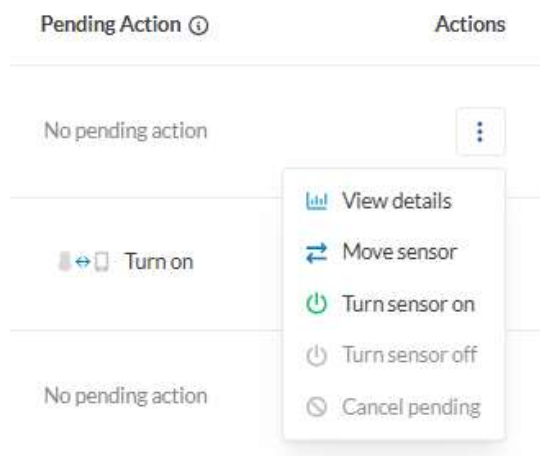 Pending Action
Actions
No pending action
View details
Move sensor
Turn on
Turn sensor on
Turn sensor off
No pending action
Cancel pending